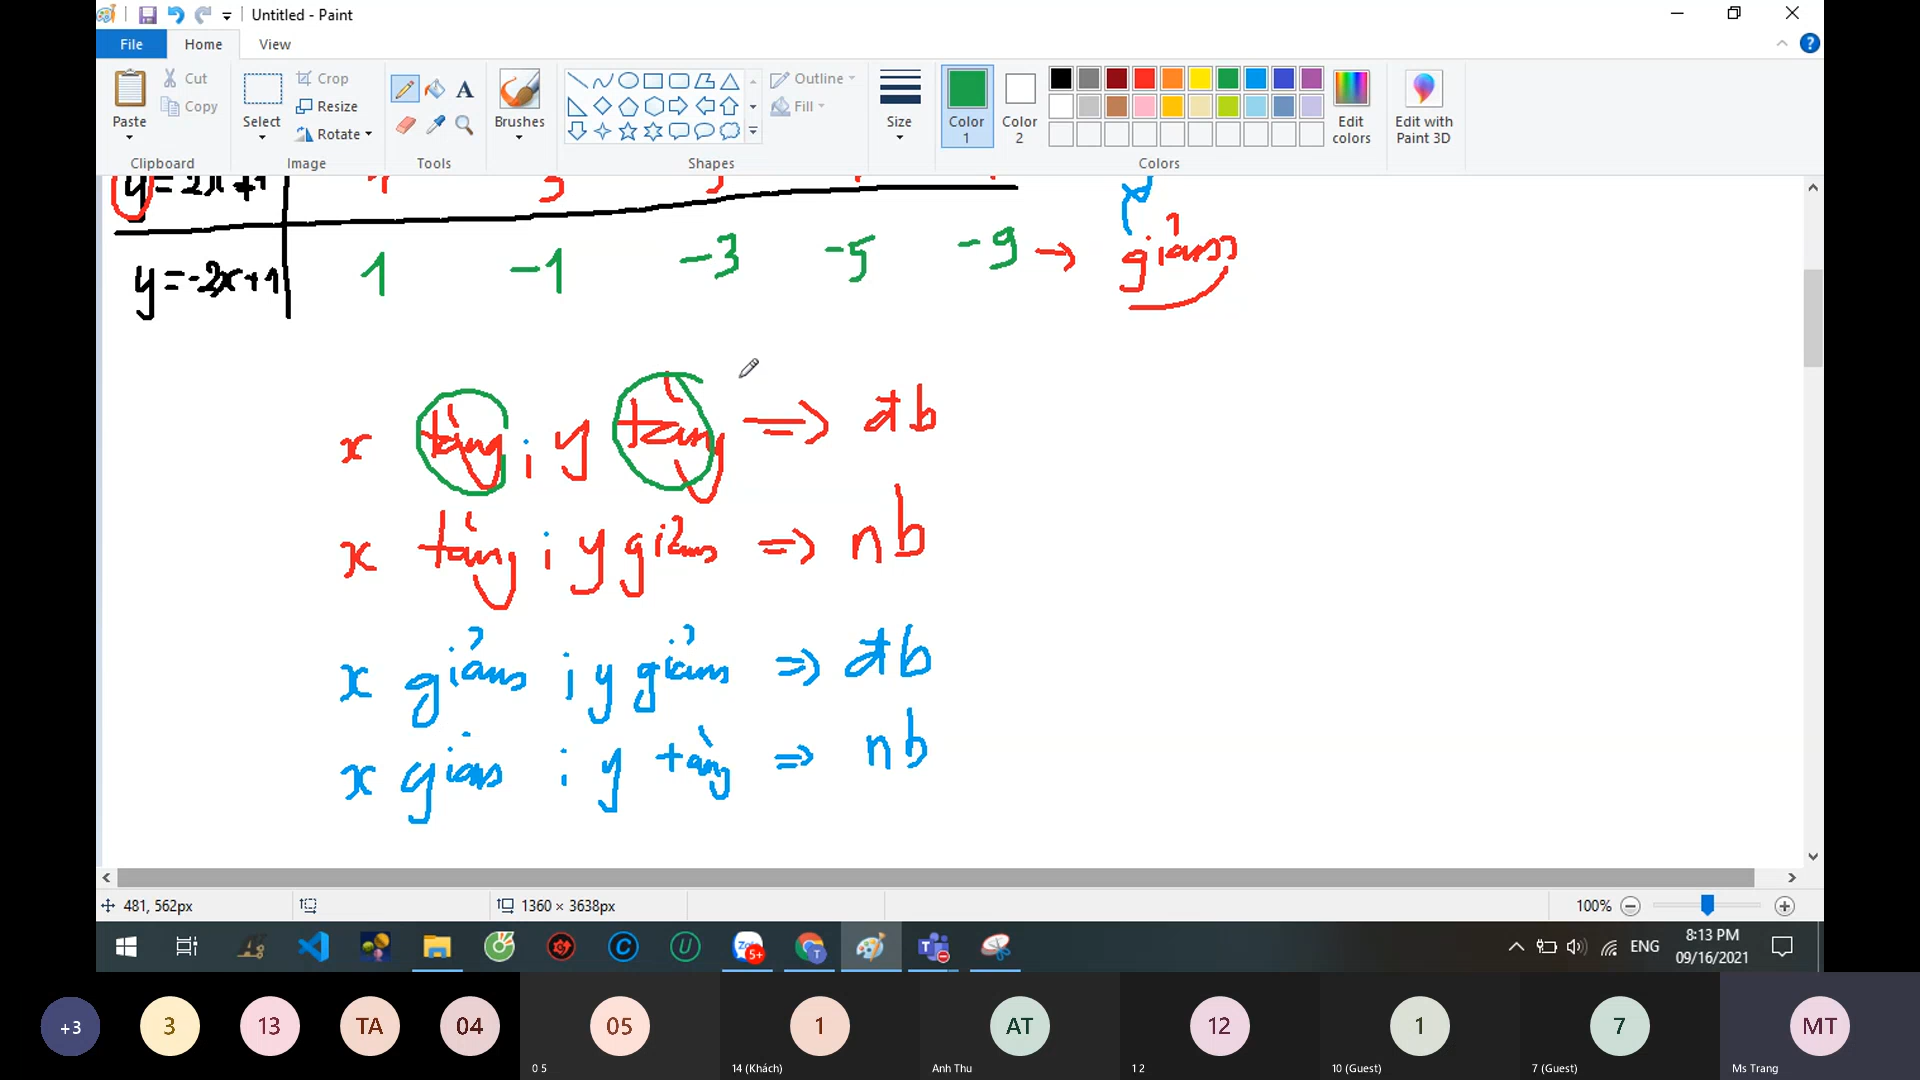 Untitled - Paint
File Home View
Cut
Copy
Paste
Clipboard
Select
Crop
Resize
Rotate
Image
Tools
Brushes
Shapes
Outline
Fill
Size
Color 1
Color 2
Colors
Edit colors
Edit with Paint 3D
y = 2x + 1
y = -2x + 1 | 1 -1 -3 -5 -9 → giảm
x tăng ; y tăng => đb
x tăng ; y giảm => nb
x giảm ; y giảm => đb
x giảm ; y tăng => nb
481, 562px
1360 × 3638px
100%
Zalo 5+
ENG
8:13 PM
09/16/2021
+3 3 13 TA 04 05 1 AT 12 1 7 MT
0 5 14 (Khách) Anh Thu 1 2 10 (Guest) 7 (Guest) Ms Trang